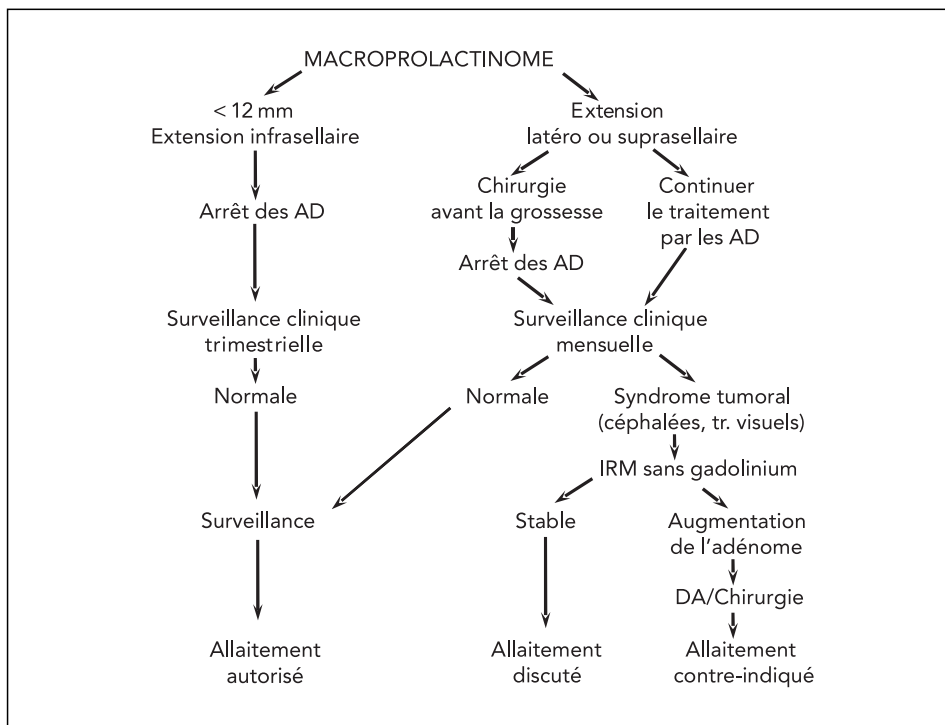 MACROPROLACTINOME
< 12 mm
Extension infrasellaire
Extension
latéro ou suprasellaire
Arrêt des AD
Chirurgie
avant la grossesse
Continuer
le traitement
par les AD
Arrêt des AD
Surveillance clinique
trimestrielle
Surveillance clinique
mensuelle
Normale
Normale
Syndrome tumoral
(céphalées, tr. visuels)
IRM sans gadolinium
Surveillance
Stable
Augmentation
de l'adénome
DA/Chirurgie
Allaitement
autorisé
Allaitement
discuté
Allaitement
contre-indiqué